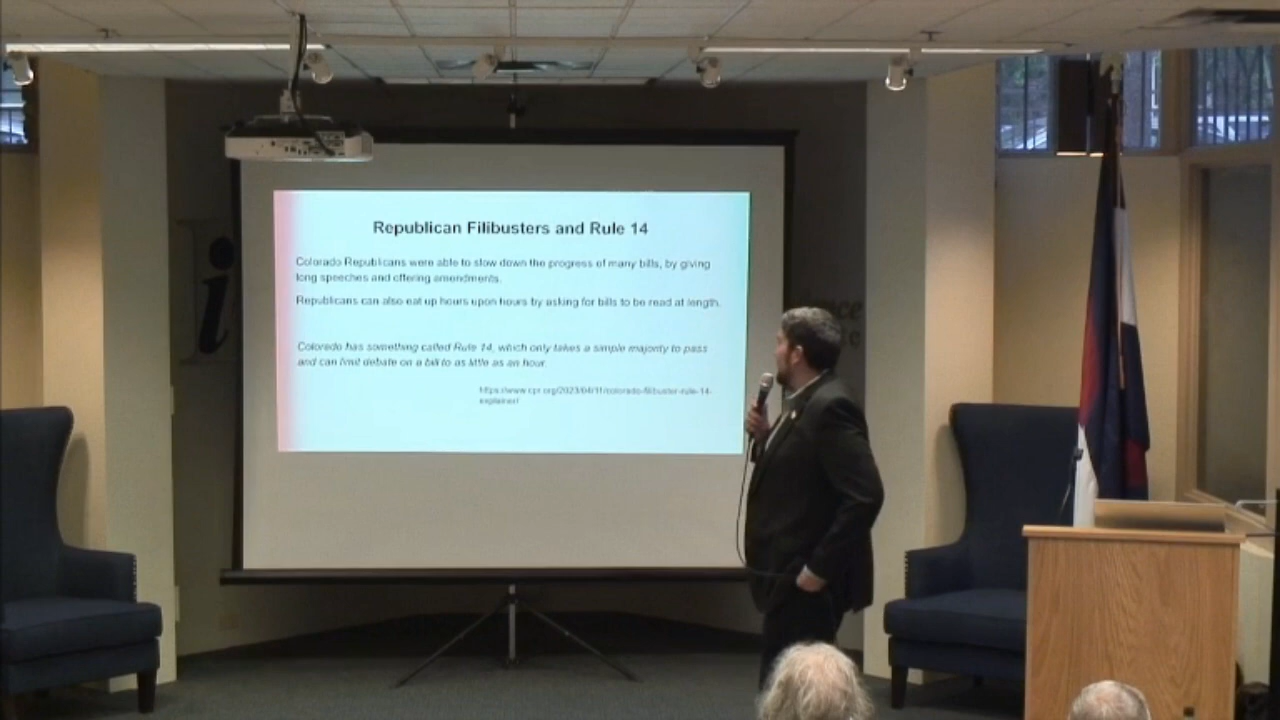 Republican Filibusters and Rule 14
Colorado Republicans were able to slow down the progress of many bills, by giving
long speeches and offering amendments.
Republicans can also eat up hours upon hours by asking for bills to be read at length.
Colorado has something called Rule 14, which only takes a simple majority to pass
and can limit debate on a bill to as little as an hour.
https://www.cpr.org/2023/04/11/colorado-filibuster-rule-14-
explainer/
i